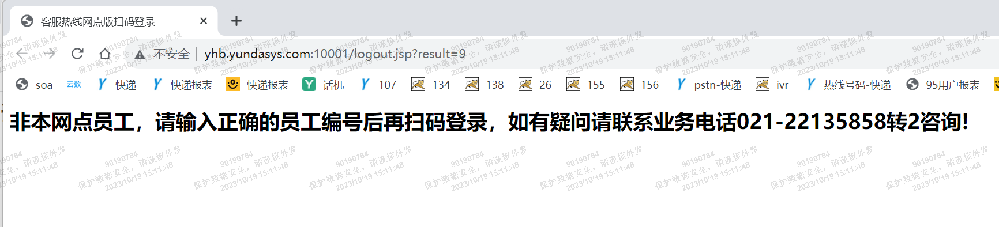 客服热线网点版扫码登录
不安全 yhb.yundasys.com:10001/logout.jsp?result=9
soa 云效 快递 快递报表 快递报表 话机 107 134 138 26 155 156 pstn-快递 ivr 热线号码-快递 95用户报表
非本网点员工，请输入正确的员工编号后再扫码登录，如有疑问请联系业务电话021-22135858转2咨询!
90190784
保护数据安全，请谨慎外发
2023/10/19 15:11:48